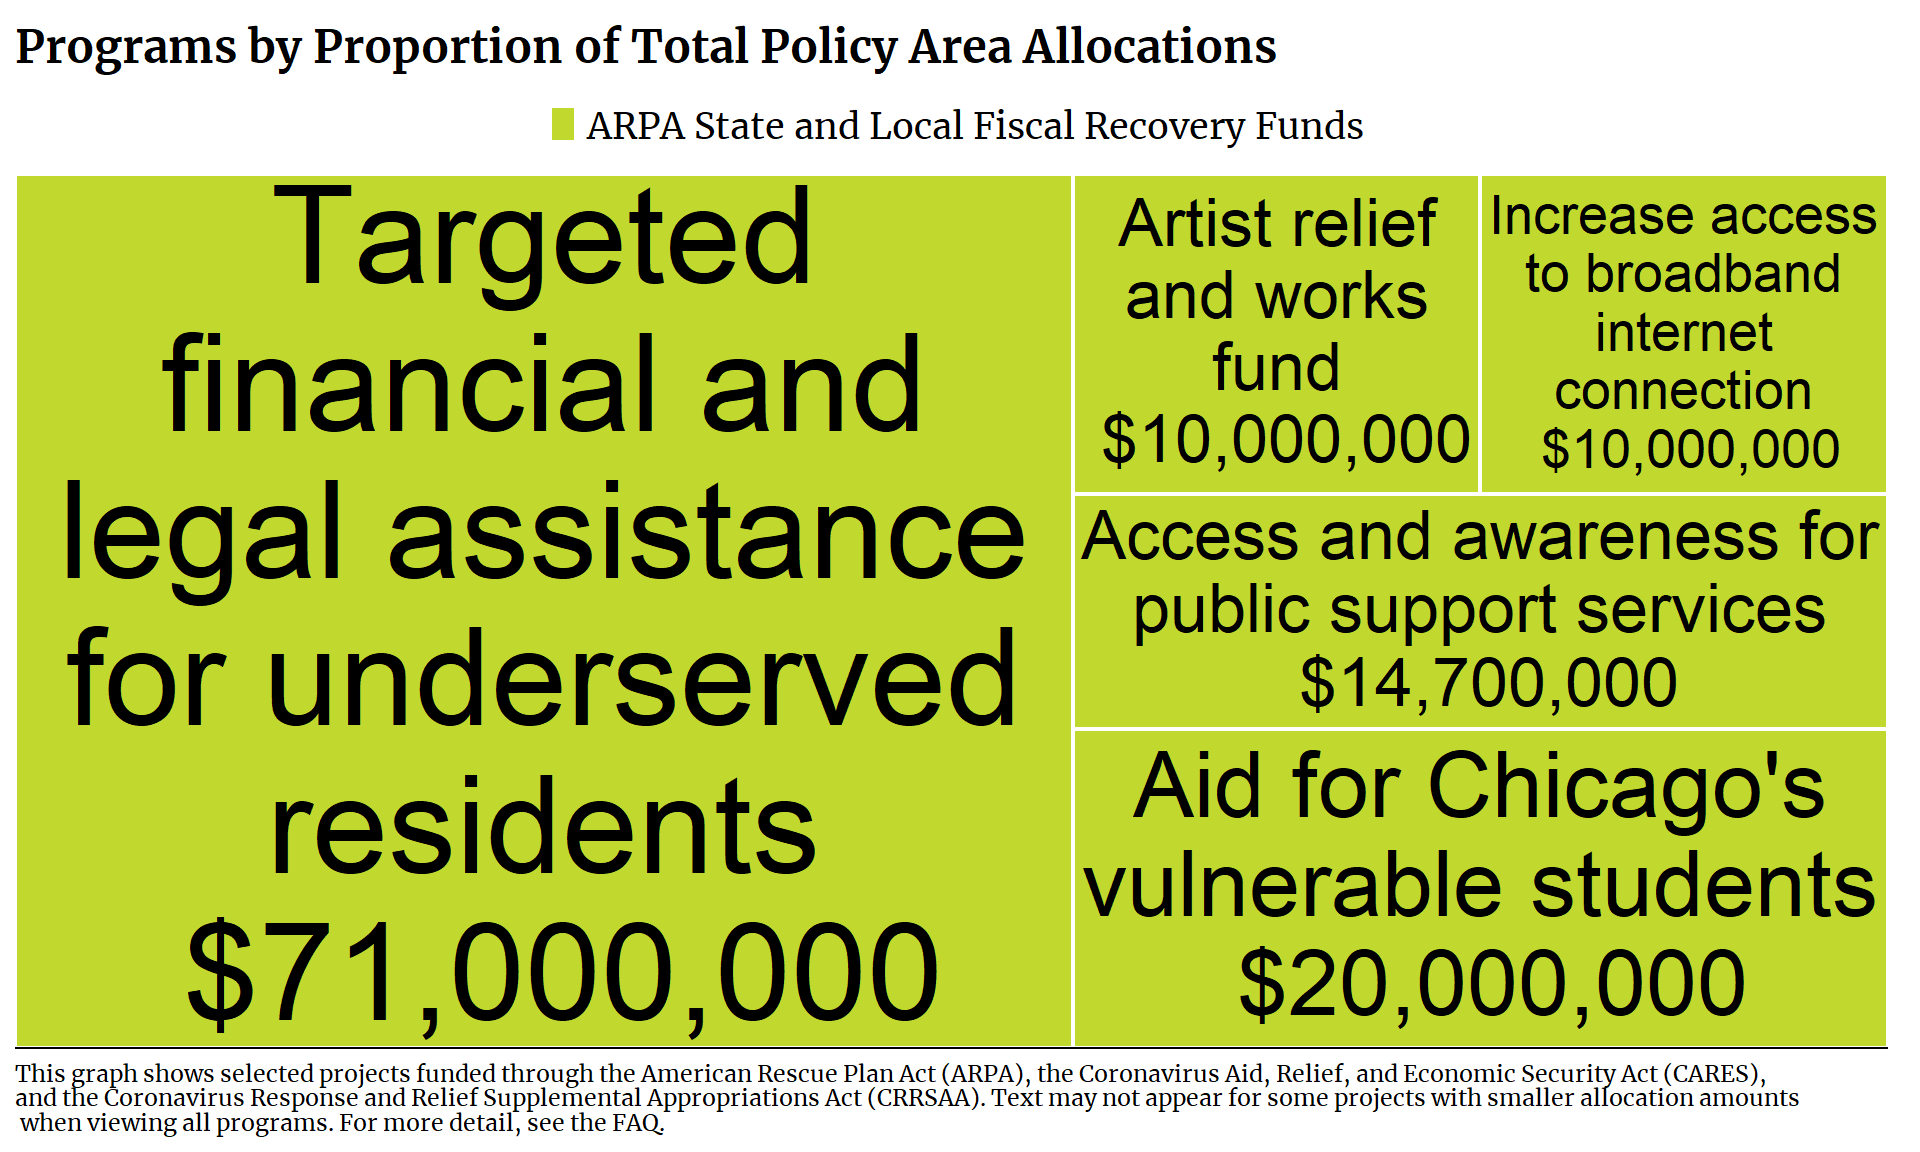 Programs by Proportion of Total Policy Area Allocations
ARPA State and Local Fiscal Recovery Funds
Targeted
financial and
legal assistance
for underserved
residents
$71,000,000
Artist relief
and works
fund
$10,000,000
Increase access
to broadband
internet
connection
$10,000,000
Access and awareness for
public support services
$14,700,000
Aid for Chicago's
vulnerable students
$20,000,000
This graph shows selected projects funded through the American Rescue Plan Act (ARPA), the Coronavirus Aid, Relief, and Economic Security Act (CARES),
and the Coronavirus Response and Relief Supplemental Appropriations Act (CRRSAA). Text may not appear for some projects with smaller allocation amounts
when viewing all programs. For more detail, see the FAQ.